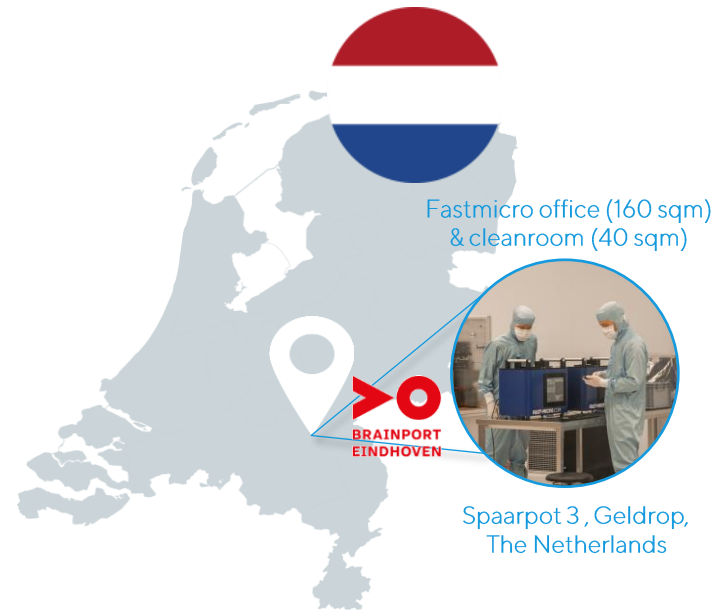 Fastmicro office (160 sqm)
& cleanroom (40 sqm)
BRAINPORT
EINDHOVEN
Spaarpot 3 , Geldrop,
The Netherlands